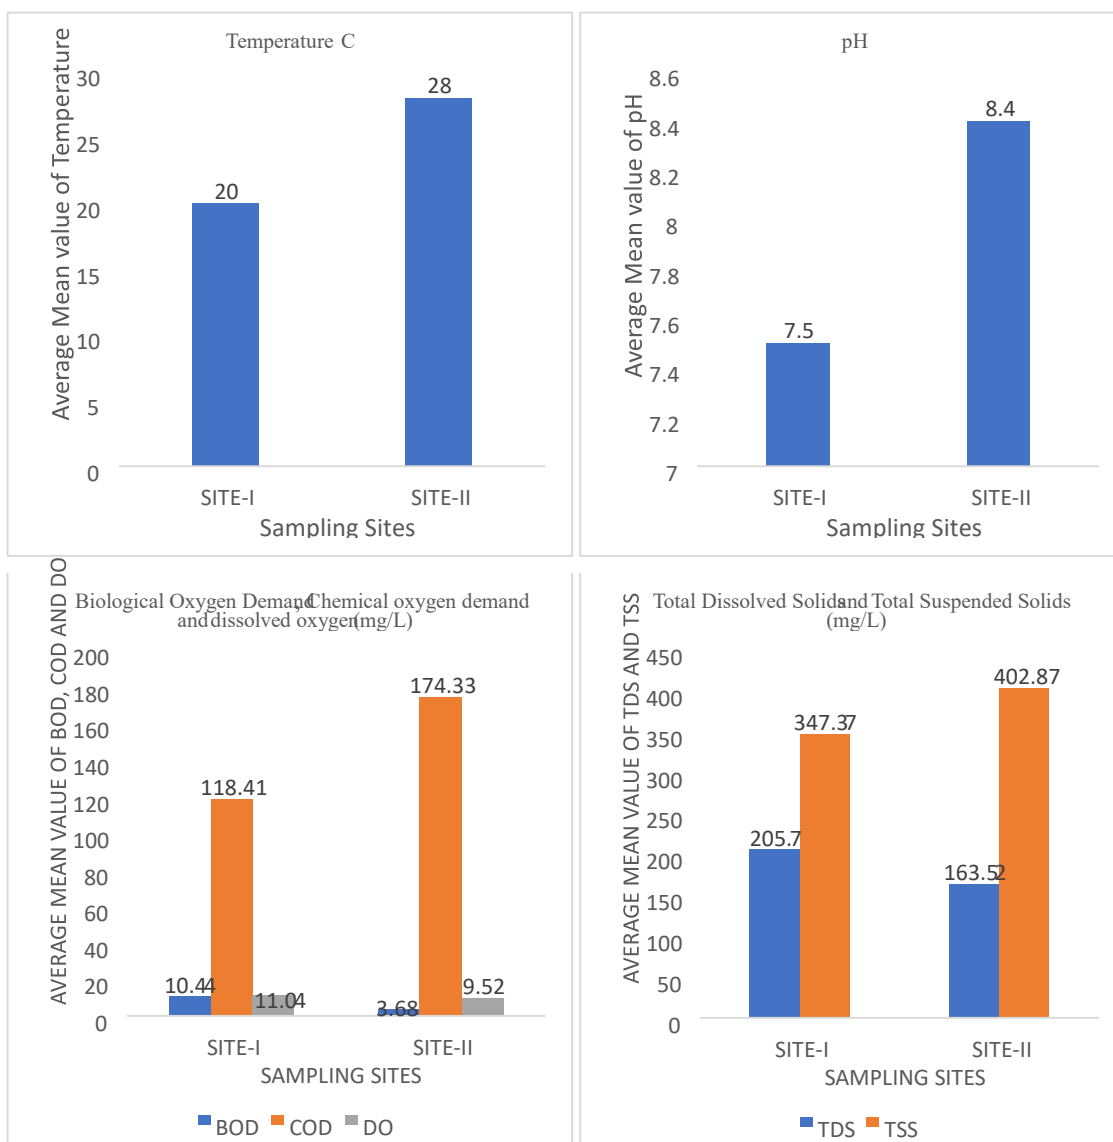 Temperature C
Average Mean value of Temperature
30
25
20
15
10
5
0
20
28
SITE-I
SITE-II
Sampling Sites
pH
Average Mean value of pH
8.6
8.4
8.2
8
7.8
7.6
7.4
7.2
7
7.5
8.4
SITE-I
SITE-II
Sampling Sites
Biological Oxygen Demand, Chemical oxygen demand
and dissolved oxygen (mg/L)
AVERAGE MEAN VALUE OF BOD, COD AND DO
200
180
160
140
120
100
80
60
40
20
0
10.44
118.41
11.04
3.68
174.33
9.52
SITE-I
SITE-II
SAMPLING SITES
BOD COD DO
Total Dissolved Solids and Total Suspended Solids
(mg/L)
AVERAGE MEAN VALUE OF TDS AND TSS
450
400
350
300
250
200
150
100
50
0
205.7
347.37
163.52
402.87
SITE-I
SITE-II
SAMPLING SITES
TDS TSS